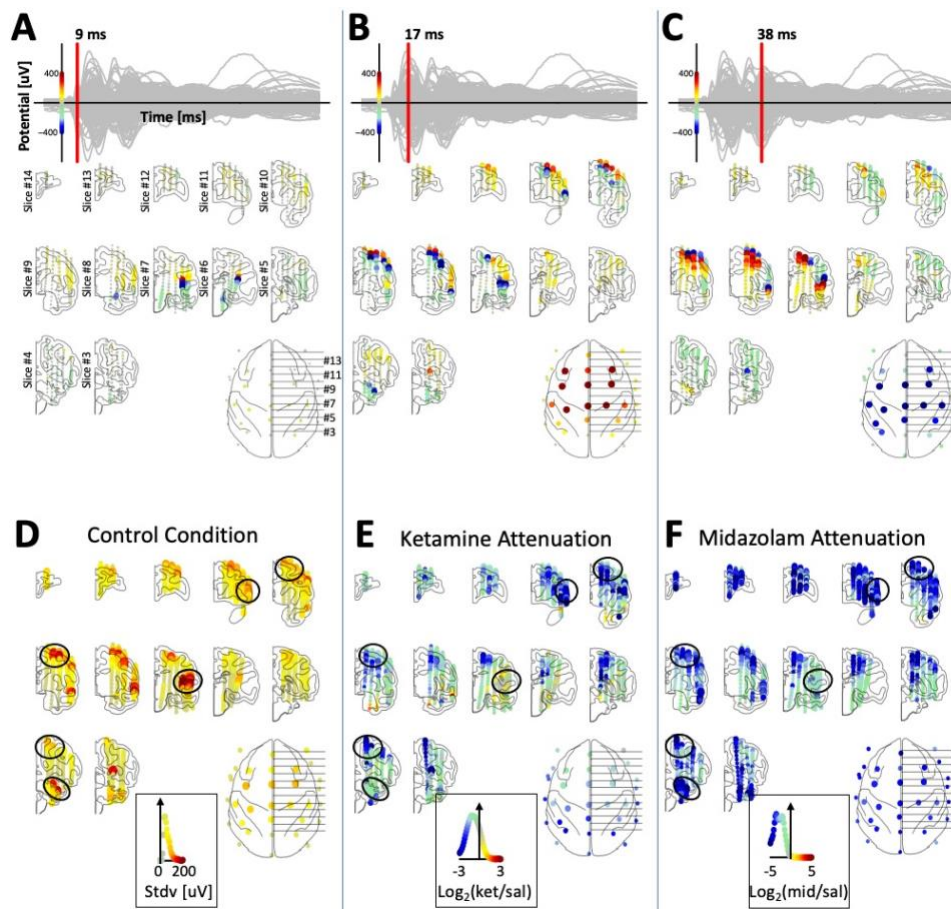 A
9 ms
400
−400
Potential [uV]
Time [ms]
Slice #14
Slice #13
Slice #12
Slice #11
Slice #10
Slice #9
Slice #8
Slice #7
Slice #6
Slice #5
Slice #4
Slice #3
#13
#11
#9
#7
#5
#3
B
17 ms
400
−400
C
38 ms
400
−400
D
Control Condition
0 200
Stdv [uV]
E
Ketamine Attenuation
-3 3
Log2(ket/sal)
F
Midazolam Attenuation
-5 5
Log2(mid/sal)